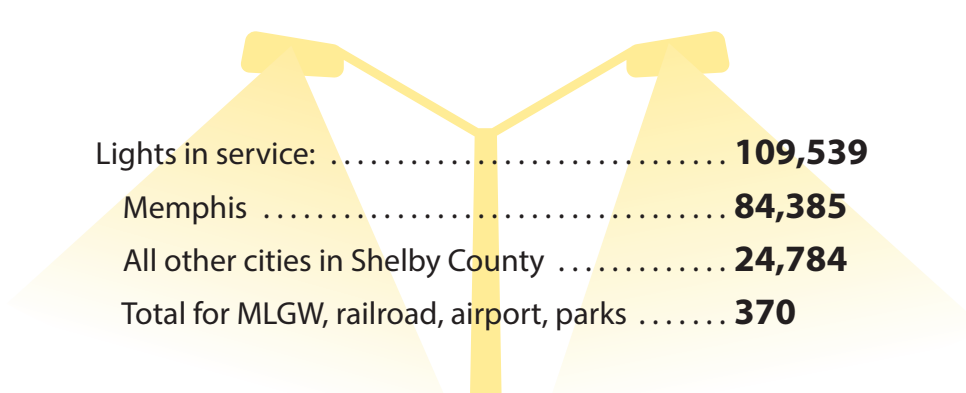 Lights in service: ............................. 109,539
Memphis .................................. 84,385
All other cities in Shelby County ............. 24,784
Total for MLGW, railroad, airport, parks ....... 370